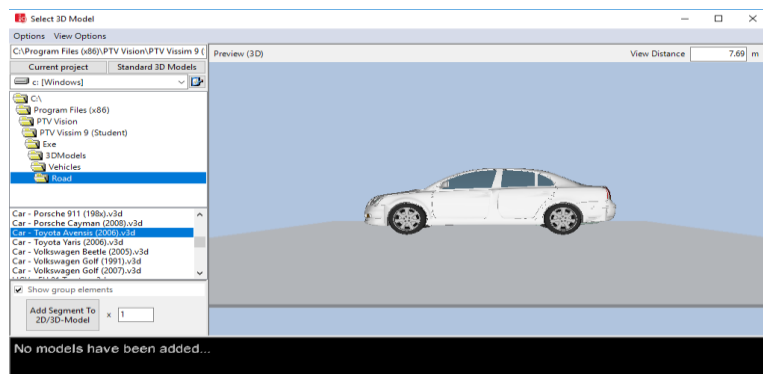 Select 3D Model
Options View Options
C:\Program Files (x86)\PTV Vision\PTV Vissim 9 (
Preview (3D)
View Distance 7.69 m
Current project Standard 3D Models
c: [Windows]
C:\
Program Files (x86)
PTV Vision
PTV Vissim 9 (Student)
Exe
3DModels
Vehicles
Road
Car - Porsche 911 (198x).v3d
Car - Porsche Cayman (2008).v3d
Car - Toyota Avensis (2006).v3d
Car - Toyota Yaris (2006).v3d
Car - Volkswagen Beetle (2005).v3d
Car - Volkswagen Golf (1991).v3d
Car - Volkswagen Golf (2007).v3d
Show group elements
Add Segment To
2D/3D-Model
x 1
No models have been added...